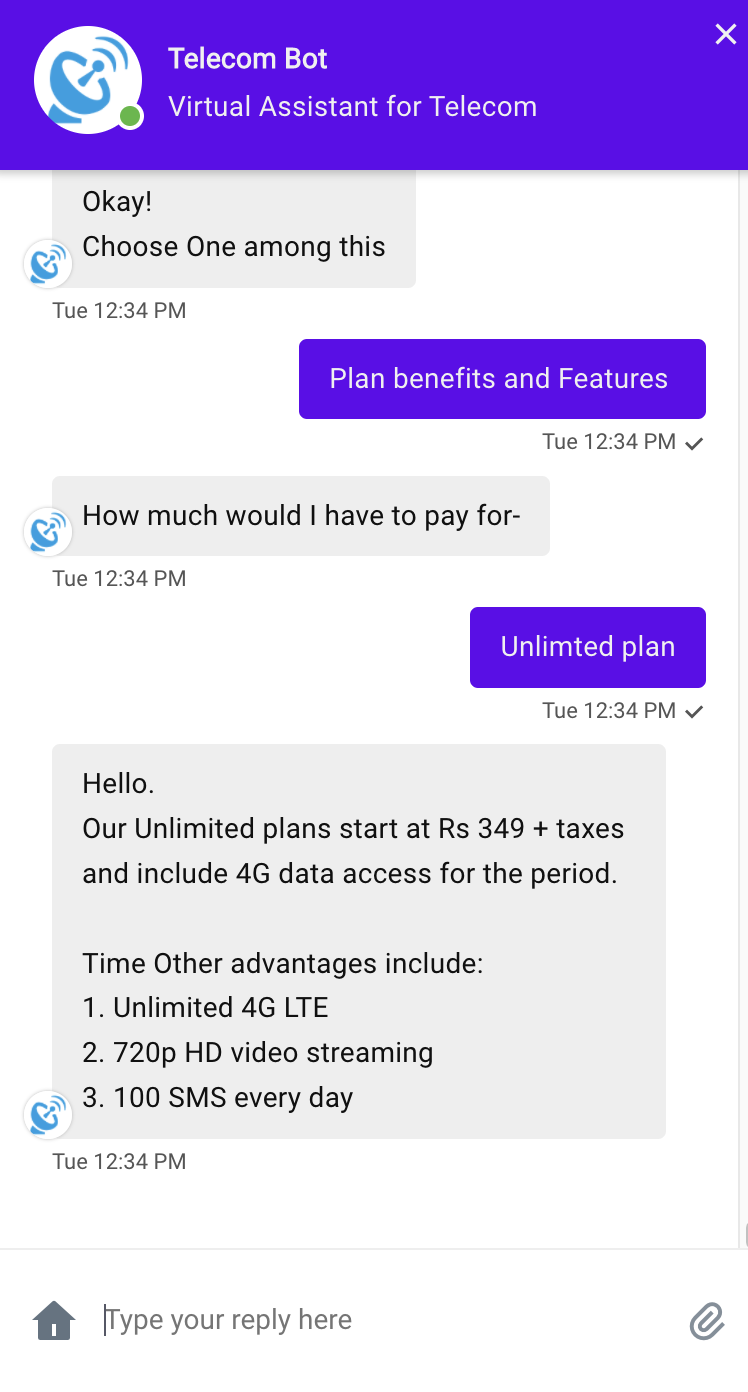 Telecom Bot
Virtual Assistant for Telecom
Okay!
Choose One among this
Tue 12:34 PM
Plan benefits and Features
Tue 12:34 PM
How much would I have to pay for-
Tue 12:34 PM
Unlimted plan
Tue 12:34 PM
Hello.
Our Unlimited plans start at Rs 349 + taxes
and include 4G data access for the period.
Time Other advantages include:
1. Unlimited 4G LTE
2. 720p HD video streaming
3. 100 SMS every day
Tue 12:34 PM
Type your reply here